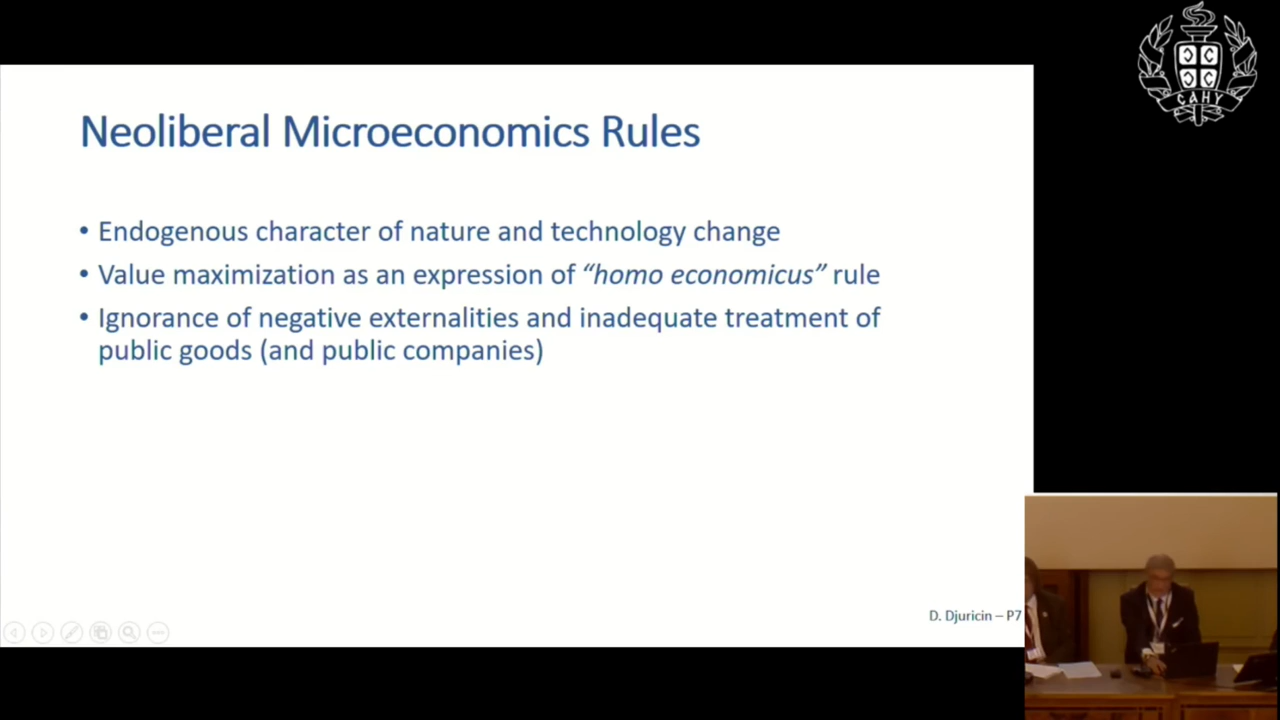 Neoliberal Microeconomics Rules
• Endogenous character of nature and technology change
• Value maximization as an expression of “homo economicus” rule
• Ignorance of negative externalities and inadequate treatment of
public goods (and public companies)
D. Djuricin – P7
САНУ